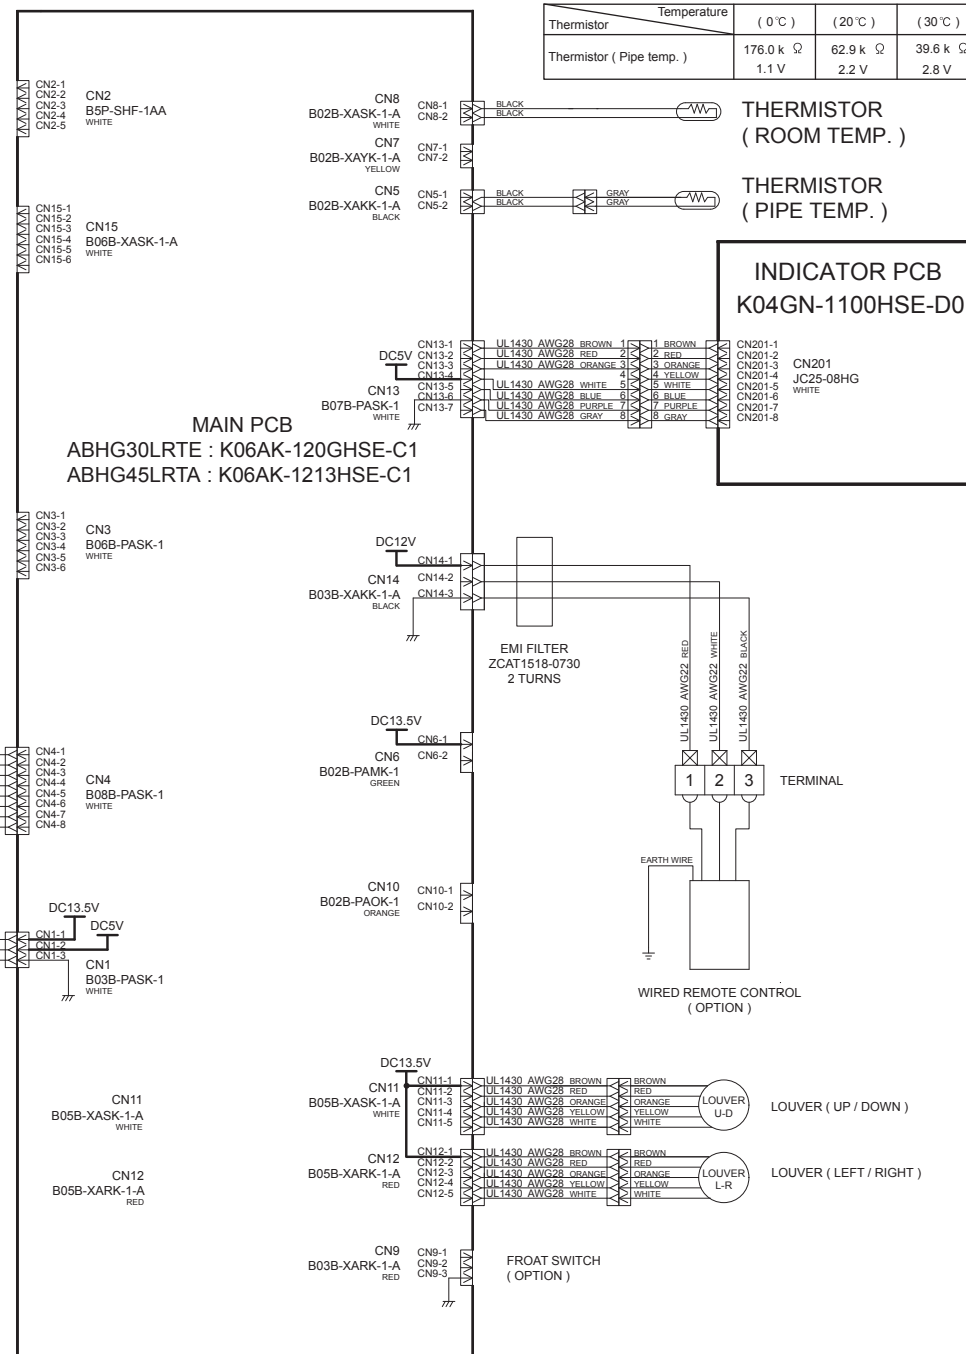 Temperature
Thermistor
( 0℃ )
( 20℃ )
( 30℃ )
Thermistor ( Pipe temp. )
176.0 k Ω
62.9 k Ω
39.6 k Ω
1.1 V
2.2 V
2.8 V
CN2-1
CN2-2
CN2-3
CN2-4
CN2-5
CN2
B5P-SHF-1AA
WHITE
CN8
B02B-XASK-1-A
WHITE
CN8-1
CN8-2
BLACK
BLACK
THERMISTOR
( ROOM TEMP. )
CN7
B02B-XAYK-1-A
YELLOW
CN7-1
CN7-2
CN5
B02B-XAKK-1-A
BLACK
CN5-1
CN5-2
BLACK
BLACK
GRAY
GRAY
THERMISTOR
( PIPE TEMP. )
CN15-1
CN15-2
CN15-3
CN15-4
CN15-5
CN15-6
CN15
B06B-XASK-1-A
WHITE
INDICATOR PCB
K04GN-1100HSE-D0
DC5V
CN13
B07B-PASK-1
WHITE
CN13-1
CN13-2
CN13-3
CN13-4
CN13-5
CN13-6
CN13-7
UL1430 AWG28 BROWN 1
UL1430 AWG28 RED 2
UL1430 AWG28 ORANGE 3
4
UL1430 AWG28 WHITE 5
UL1430 AWG28 BLUE 6
UL1430 AWG28 PURPLE 7
UL1430 AWG28 GRAY 8
1 BROWN
2 RED
3 ORANGE
4 YELLOW
5 WHITE
6 BLUE
7 PURPLE
8 GRAY
CN201-1
CN201-2
CN201-3
CN201-4
CN201-5
CN201-6
CN201-7
CN201-8
CN201
JC25-08HG
WHITE
MAIN PCB
ABHG30LRTE : K06AK-120GHSE-C1
ABHG45LRTA : K06AK-1213HSE-C1
CN3-1
CN3-2
CN3-3
CN3-4
CN3-5
CN3-6
CN3
B06B-PASK-1
WHITE
DC12V
CN14
B03B-XAKK-1-A
BLACK
CN14-1
CN14-2
CN14-3
EMI FILTER
ZCAT1518-0730
2 TURNS
UL1430 AWG22 RED
UL1430 AWG22 WHITE
UL1430 AWG22 BLACK
1 2 3
TERMINAL
DC13.5V
CN6-1
CN6-2
CN6
B02B-PAMK-1
GREEN
CN4-1
CN4-2
CN4-3
CN4-4
CN4-5
CN4-6
CN4-7
CN4-8
CN4
B08B-PASK-1
WHITE
EARTH WIRE
WIRED REMOTE CONTROL
( OPTION )
CN10
B02B-PAOK-1
ORANGE
CN10-1
CN10-2
DC13.5V
DC5V
CN1-1
CN1-2
CN1-3
CN1
B03B-PASK-1
WHITE
DC13.5V
CN11
B05B-XASK-1-A
WHITE
CN11
B05B-XASK-1-A
WHITE
CN11-1
CN11-2
CN11-3
CN11-4
CN11-5
UL1430 AWG28 BROWN
UL1430 AWG28 RED
UL1430 AWG28 ORANGE
UL1430 AWG28 YELLOW
UL1430 AWG28 WHITE
BROWN
RED
ORANGE
YELLOW
WHITE
LOUVER
U-D
LOUVER ( UP / DOWN )
CN12
B05B-XARK-1-A
RED
CN12
B05B-XARK-1-A
RED
CN12-1
CN12-2
CN12-3
CN12-4
CN12-5
UL1430 AWG28 BROWN
UL1430 AWG28 RED
UL1430 AWG28 ORANGE
UL1430 AWG28 YELLOW
UL1430 AWG28 WHITE
BROWN
RED
ORANGE
YELLOW
WHITE
LOUVER
L-R
LOUVER ( LEFT / RIGHT )
CN9
B03B-XARK-1-A
RED
CN9-1
CN9-2
CN9-3
FROAT SWITCH
( OPTION )